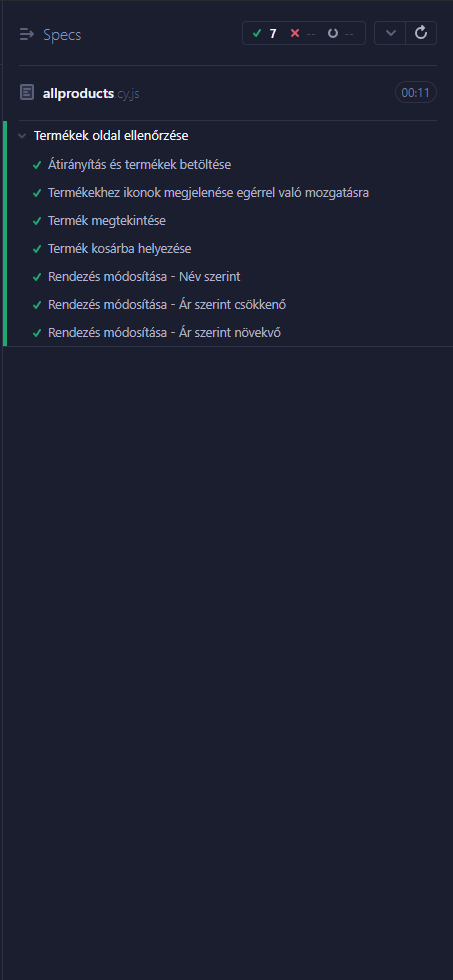 Specs
7 -- --
allproducts.cy.js
00:11
Termékek oldal ellenőrzése
Átirányítás és termékek betöltése
Termékekhez ikonok megjelenése egérrel való mozgatásra
Termék megtekintése
Termék kosárba helyezése
Rendezés módosítása - Név szerint
Rendezés módosítása - Ár szerint csökkenő
Rendezés módosítása - Ár szerint növekvő